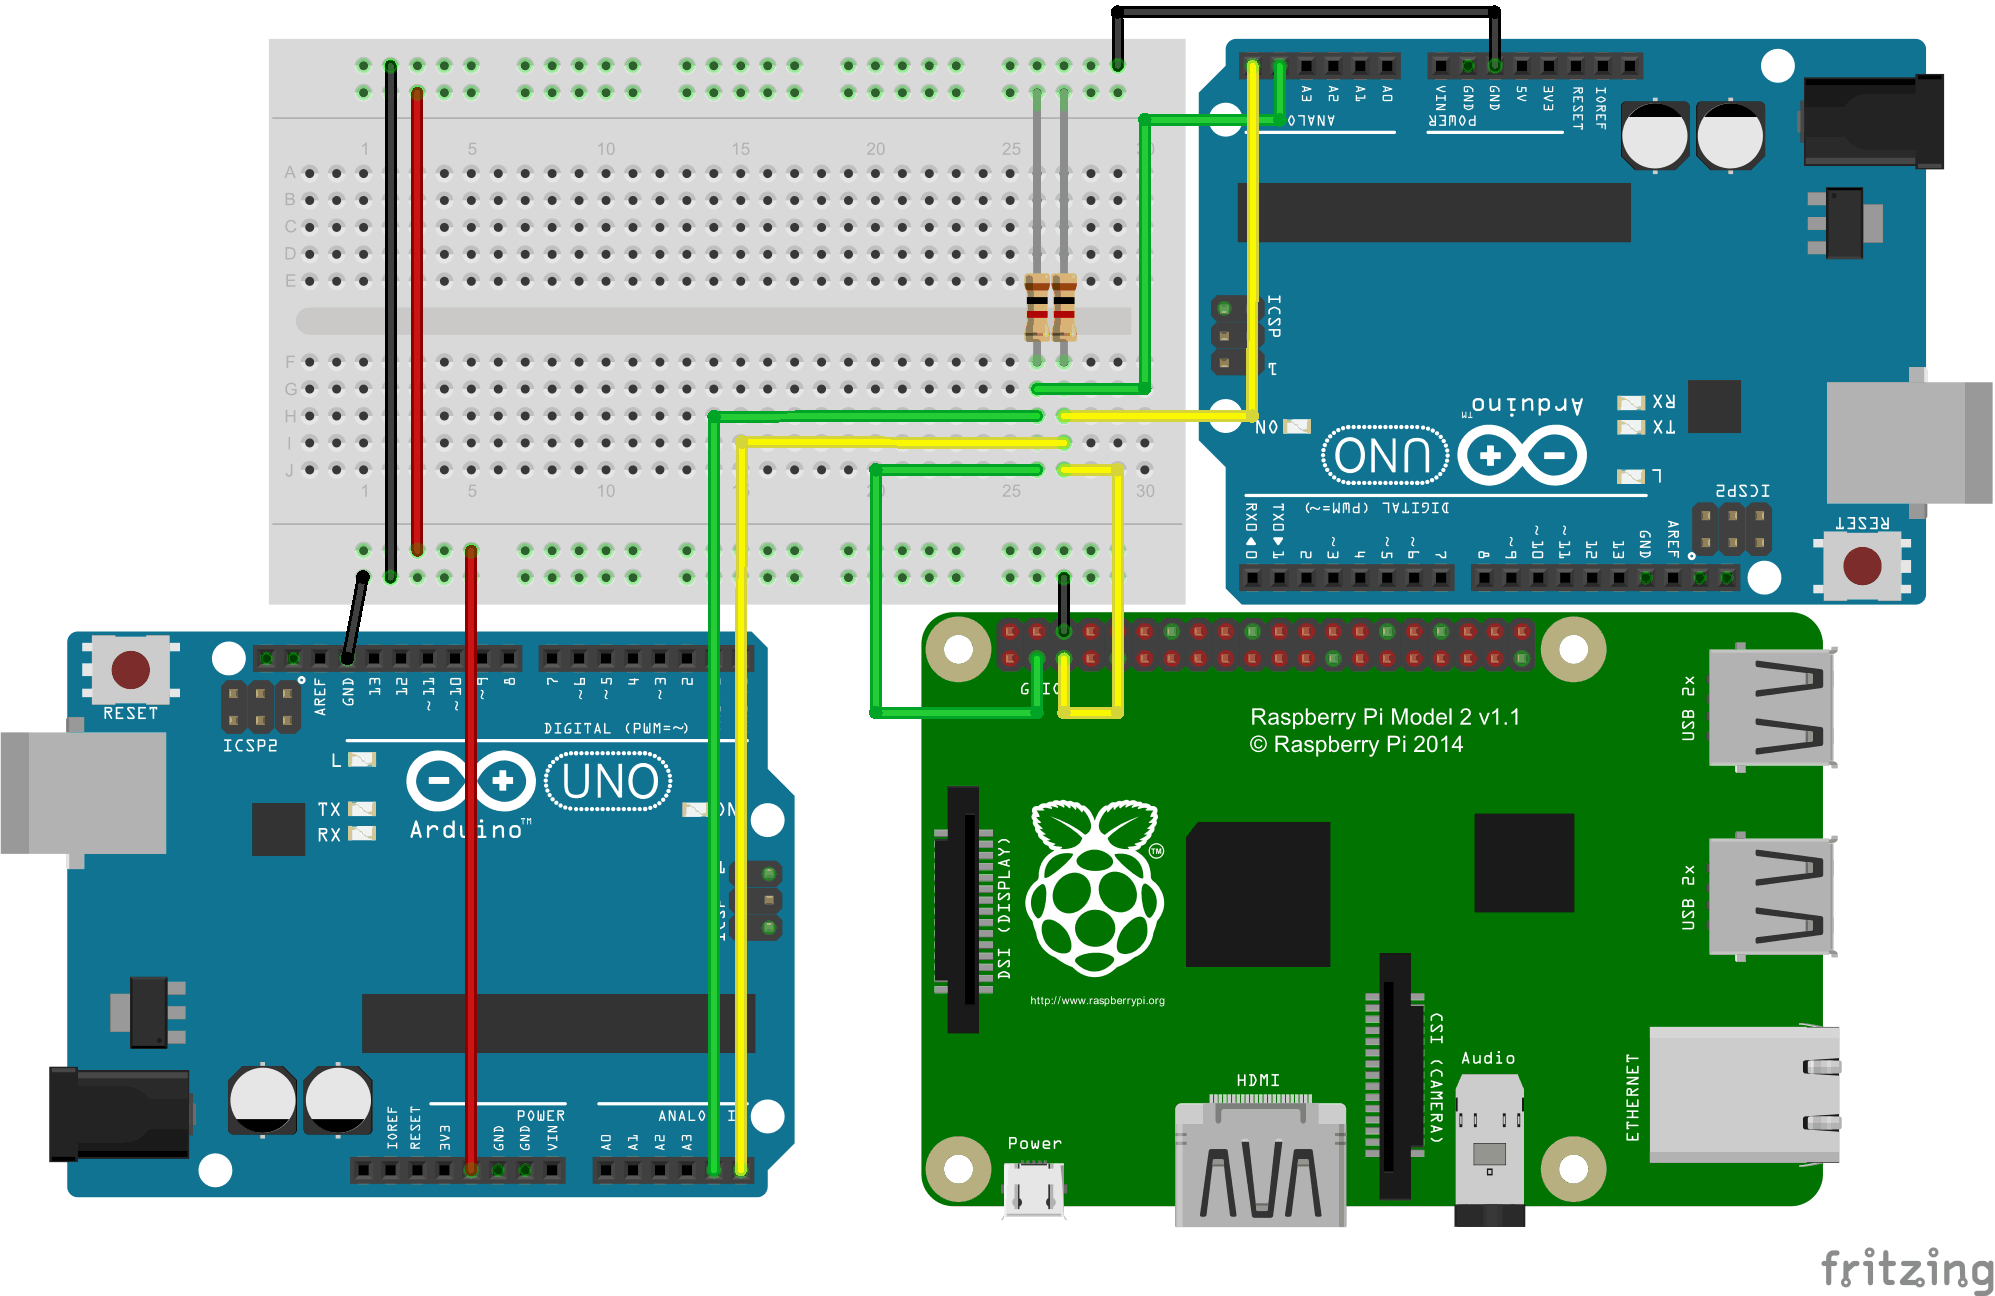 1 5 10 15 20 25 30
A
B
C
D
E
F
G
H
I
J
1 5 10 20 25 30
VIN GND GND 5V 3V3 RESET IOREF
A3 A2 A1 A0
ANALO
POWER
ICSP
1
Arduino™
UNO
ON
RX
TX
L
ICSP2
RESET
DIGITAL (PWM=~)
RX0 0 TX0 1 2 ~3 4 ~5 ~6 7 8 ~9 ~10 ~11 12 13 GND AREF
RESET
ICSP2
AREF GND 13 12 ~11 ~10 ~9 8 7 ~6 ~5 4 ~3 2
DIGITAL (PWM=~)
L
TX
RX
UNO
Arduino™
ON
1
POWER
ANALO I
IOREF RESET 3V3 GND GND VIN A0 A1 A2 A3
GPIO
Raspberry Pi Model 2 v1.1
© Raspberry Pi 2014
USB 2x
USB 2x
DSI (DISPLAY)
TM
http://www.raspberrypi.org
CSI (CAMERA)
Audio
HDMI
ETHERNET
Power
fritzing